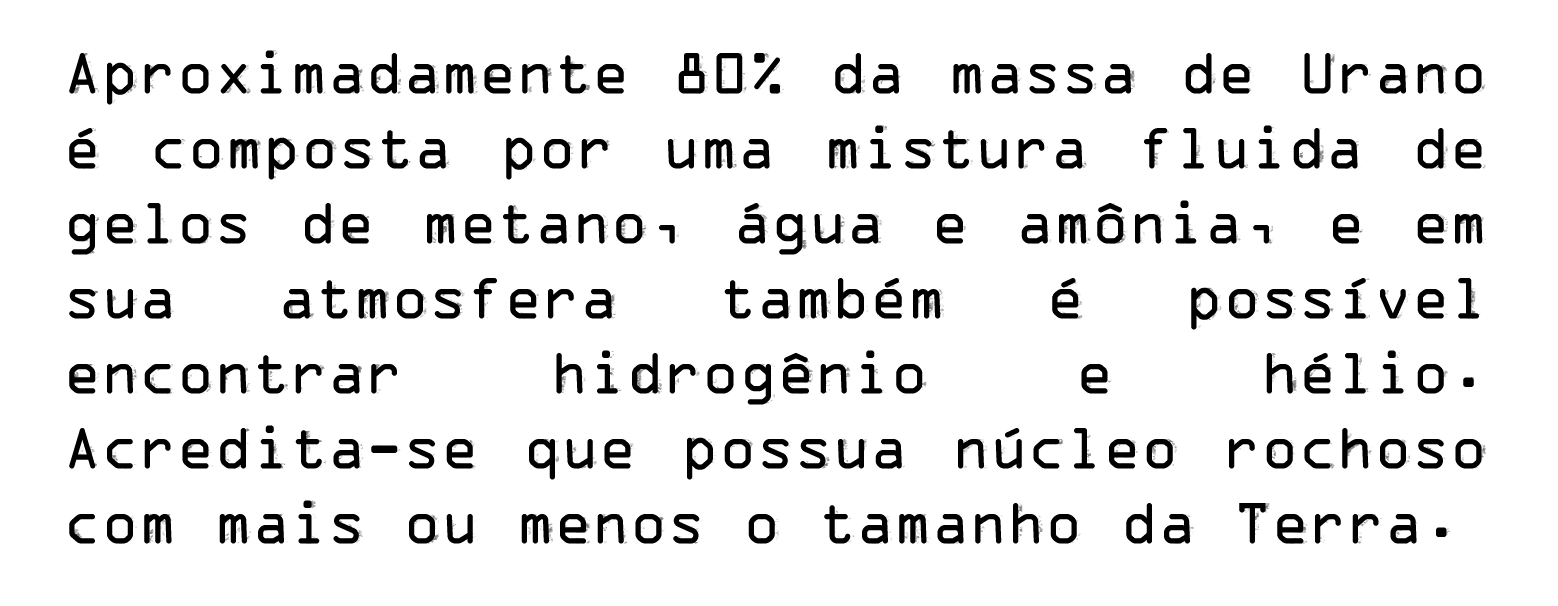 Aproximadamente 80% da massa de Urano
é composta por uma mistura fluida de
gelos de metano, água e amônia, e em
sua atmosfera também é possível
encontrar hidrogênio e hélio.
Acredita-se que possua núcleo rochoso
com mais ou menos o tamanho da Terra.